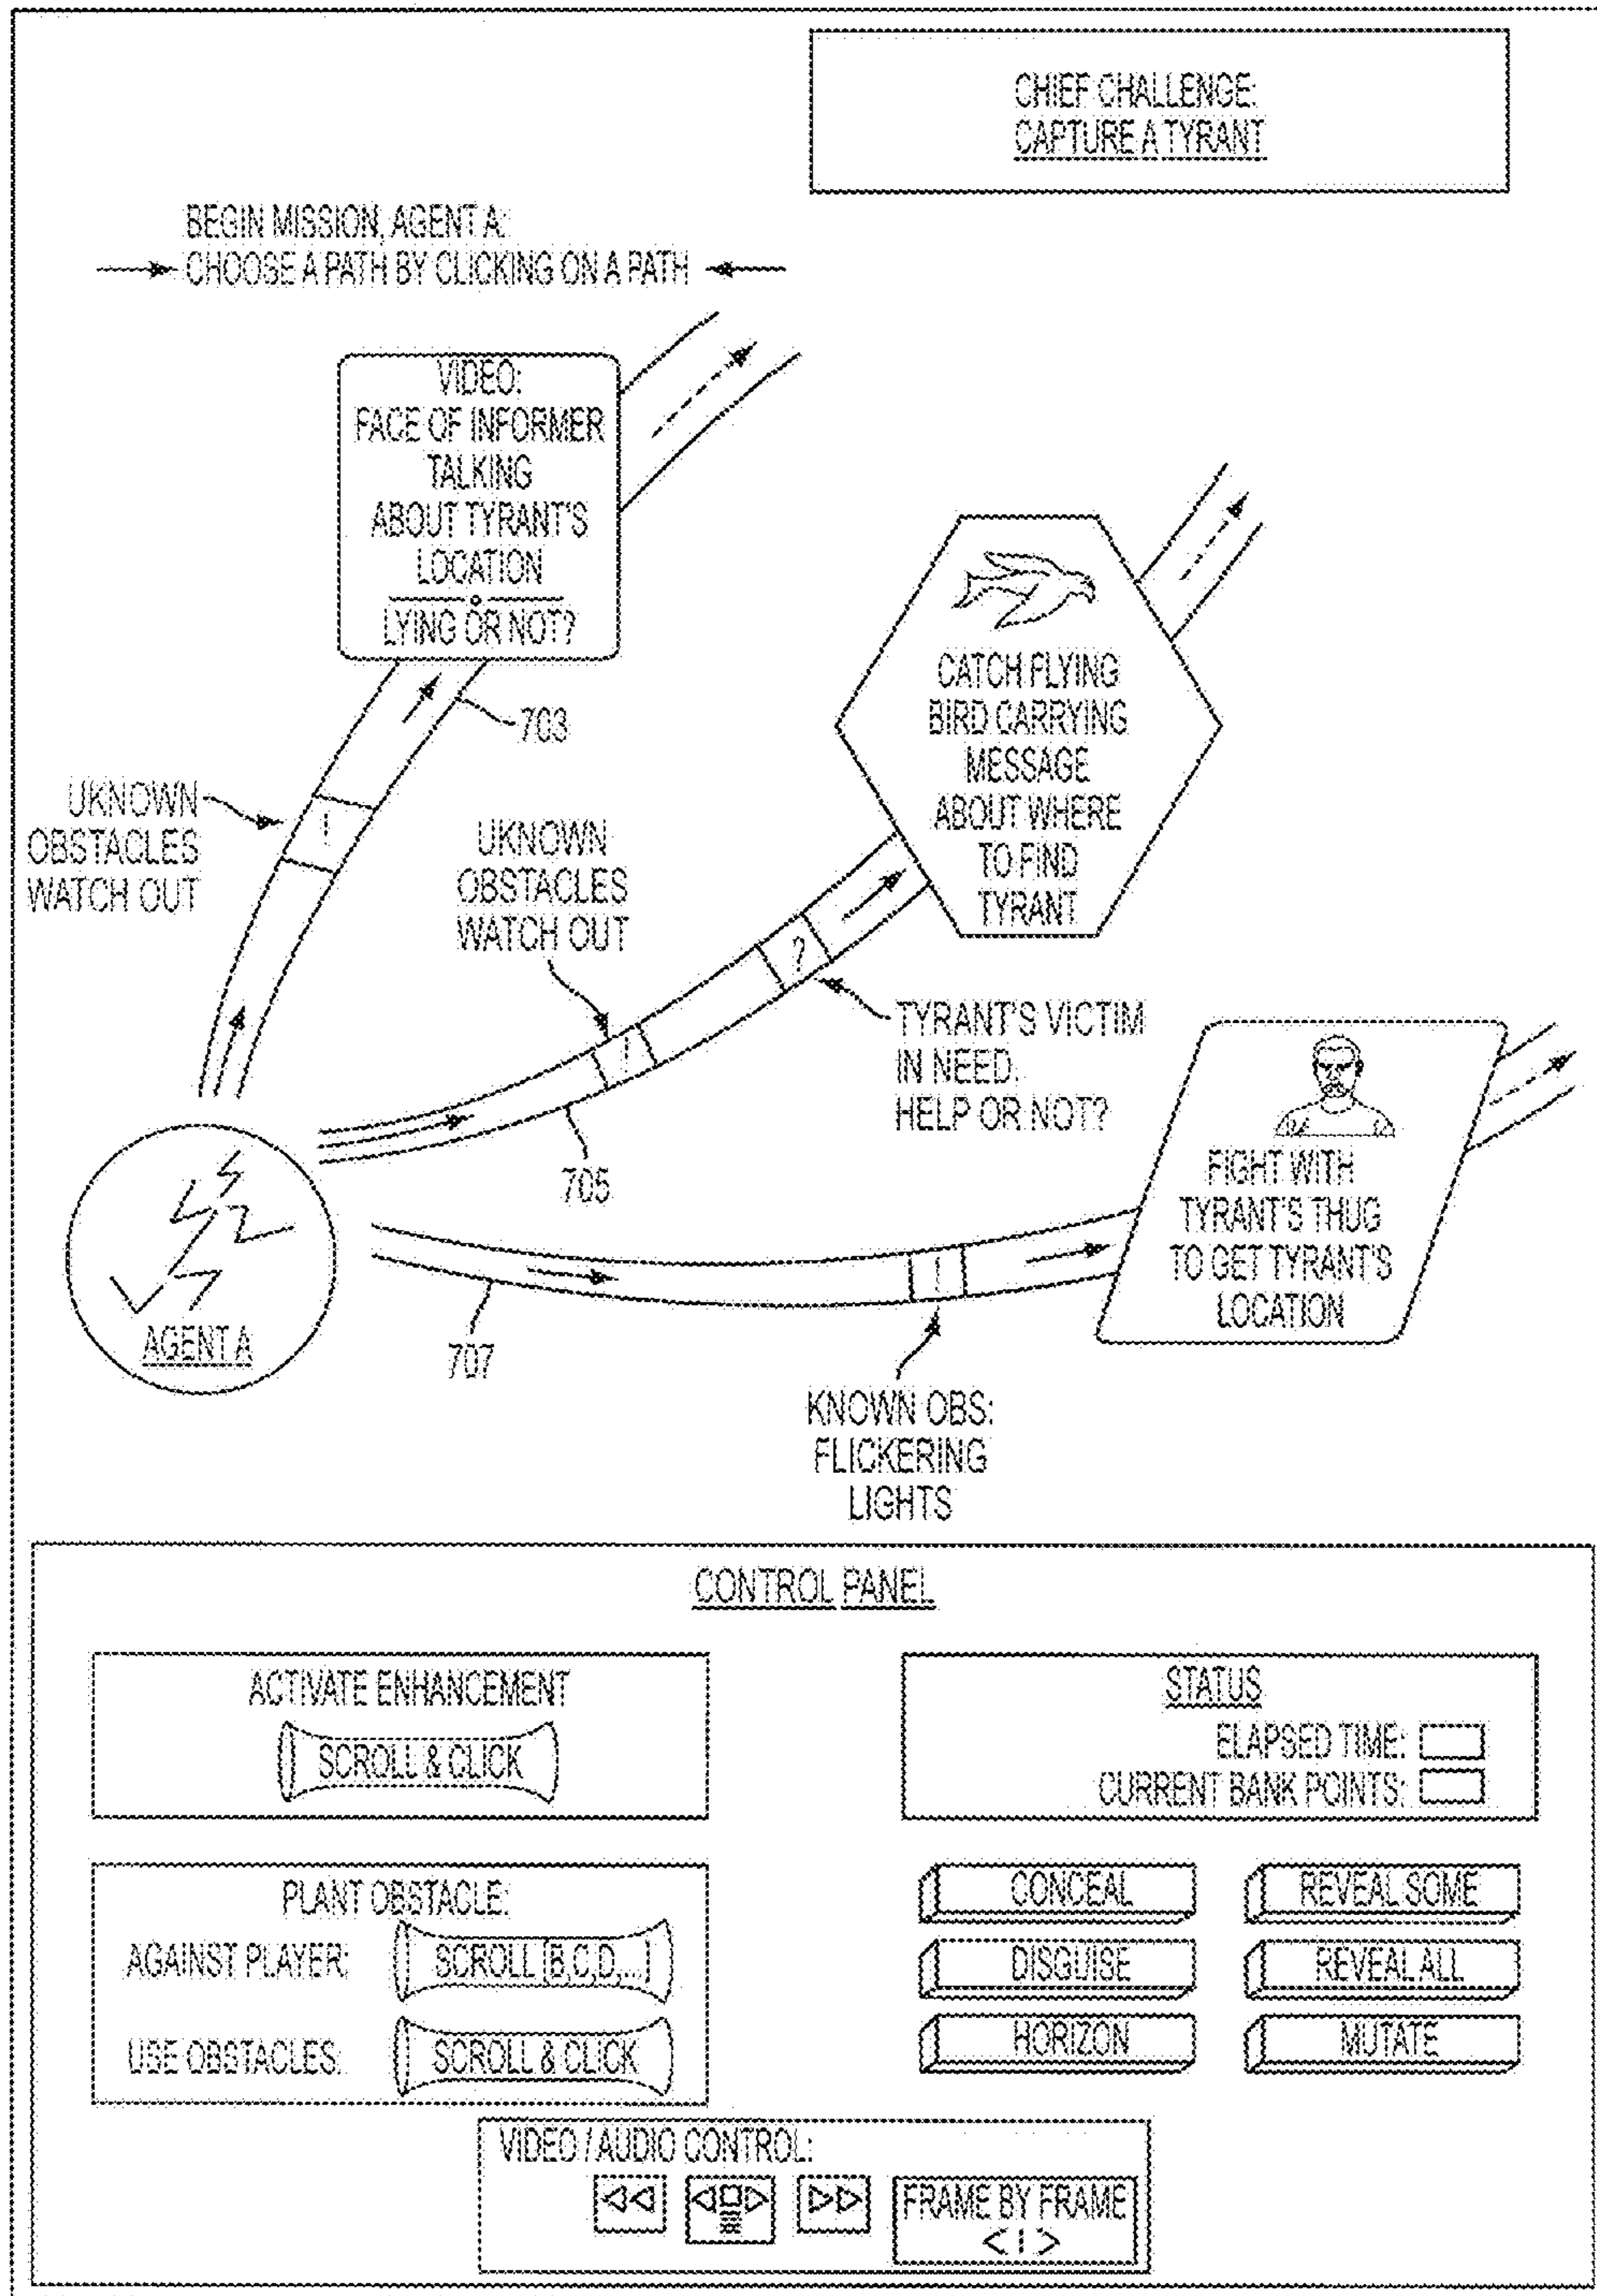 CHIEF CHALLENGE:
CAPTURE A TYRANT
BEGIN MISSION, AGENT A:
CHOOSE A PATH BY CLICKING ON A PATH
VIDEO:
FACE OF INFORMER
TALKING
ABOUT TYRANT'S
LOCATION
LYING OR NOT?
703
UKNOWN
OBSTACLES
WATCH OUT
!
UKNOWN
OBSTACLES
WATCH OUT
!
?
CATCH FLYING
BIRD CARRYING
MESSAGE
ABOUT WHERE
TO FIND
TYRANT
TYRANT'S VICTIM
IN NEED.
HELP OR NOT?
705
FIGHT WITH
TYRANT'S THUG
TO GET TYRANT'S
LOCATION
AGENT A
707
!
KNOWN OBS:
FLICKERING
LIGHTS
CONTROL PANEL
ACTIVATE ENHANCEMENT
SCROLL & CLICK
STATUS
ELAPSED TIME:
CURRENT BANK POINTS:
PLANT OBSTACLE:
AGAINST PLAYER:
SCROLL [B,C,D,...]
USE OBSTACLES:
SCROLL & CLICK
CONCEAL
REVEAL SOME
DISGUISE
REVEAL ALL
HORIZON
MUTATE
VIDEO / AUDIO CONTROL:
FRAME BY FRAME
< | >